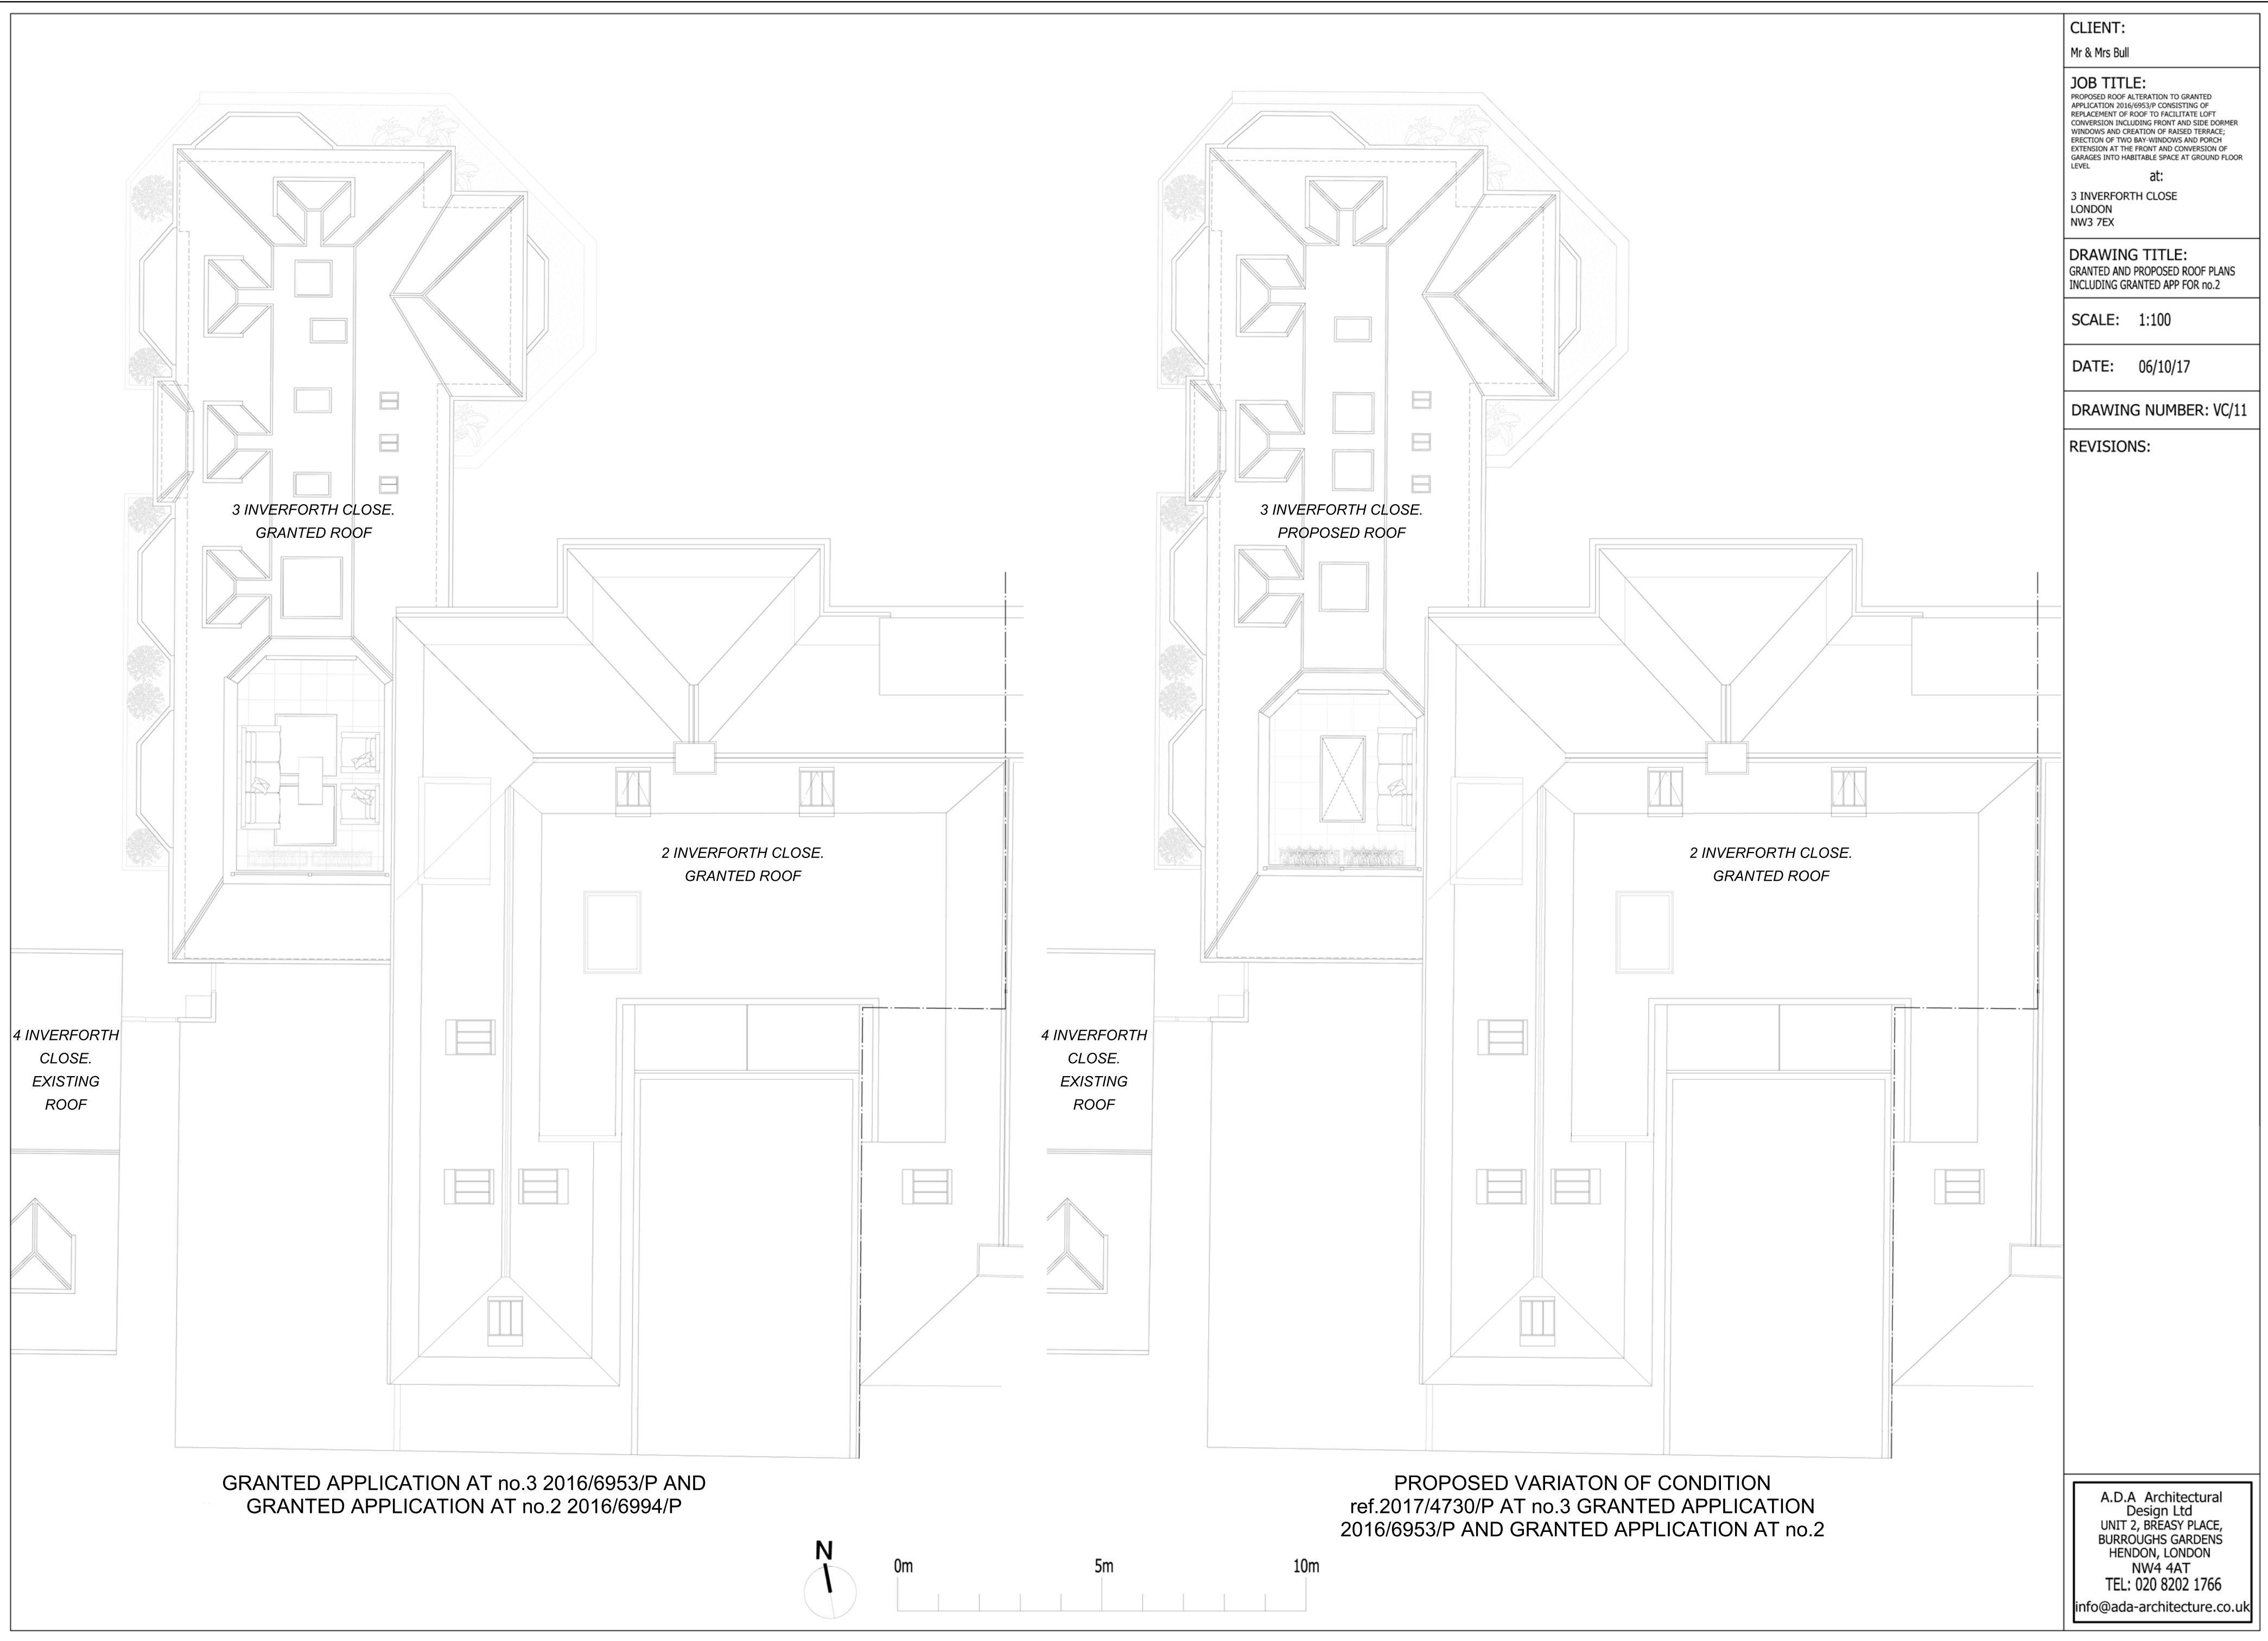 3 INVERFORTH CLOSE.
GRANTED ROOF
2 INVERFORTH CLOSE.
GRANTED ROOF
4 INVERFORTH
CLOSE.
EXISTING
ROOF
GRANTED APPLICATION AT no.3 2016/6953/P AND
GRANTED APPLICATION AT no.2 2016/6994/P
3 INVERFORTH CLOSE.
PROPOSED ROOF
2 INVERFORTH CLOSE.
GRANTED ROOF
4 INVERFORTH
CLOSE.
EXISTING
ROOF
PROPOSED VARIATON OF CONDITION
ref.2017/4730/P AT no.3 GRANTED APPLICATION
2016/6953/P AND GRANTED APPLICATION AT no.2
N
0m 5m 10m
CLIENT:
Mr & Mrs Bull
JOB TITLE:
PROPOSED ROOF ALTERATION TO GRANTED
APPLICATION 2016/6953/P CONSISTING OF
REPLACEMENT OF ROOF TO FACILITATE LOFT
CONVERSION INCLUDING FRONT AND SIDE DORMER
WINDOWS AND CREATION OF RAISED TERRACE;
ERECTION OF TWO BAY-WINDOWS AND PORCH
EXTENSION AT THE FRONT AND CONVERSION OF
GARAGES INTO HABITABLE SPACE AT GROUND FLOOR
LEVEL
at:
3 INVERFORTH CLOSE
LONDON
NW3 7EX
DRAWING TITLE:
GRANTED AND PROPOSED ROOF PLANS
INCLUDING GRANTED APP FOR no.2
SCALE: 1:100
DATE: 06/10/17
DRAWING NUMBER: VC/11
REVISIONS:
A.D.A Architectural
Design Ltd
UNIT 2, BREASY PLACE,
BURROUGHS GARDENS
HENDON, LONDON
NW4 4AT
TEL: 020 8202 1766
info@ada-architecture.co.uk